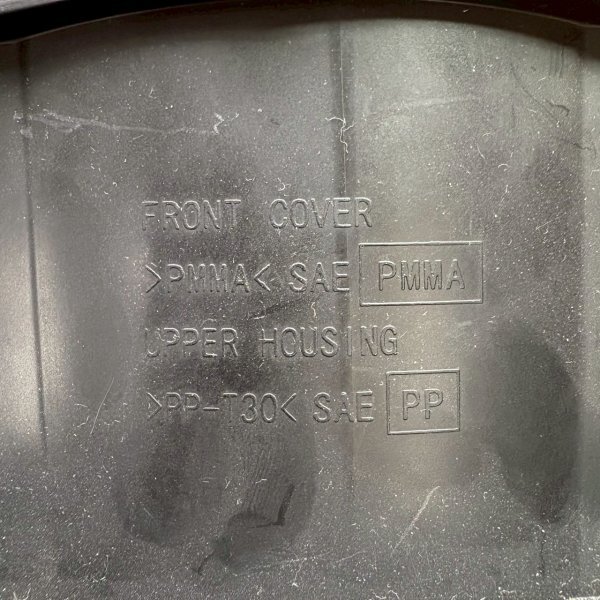 FRONT COVER
>PMMA< SAE PMMA
UPPER HOUSING
>PP-T30< SAE PP